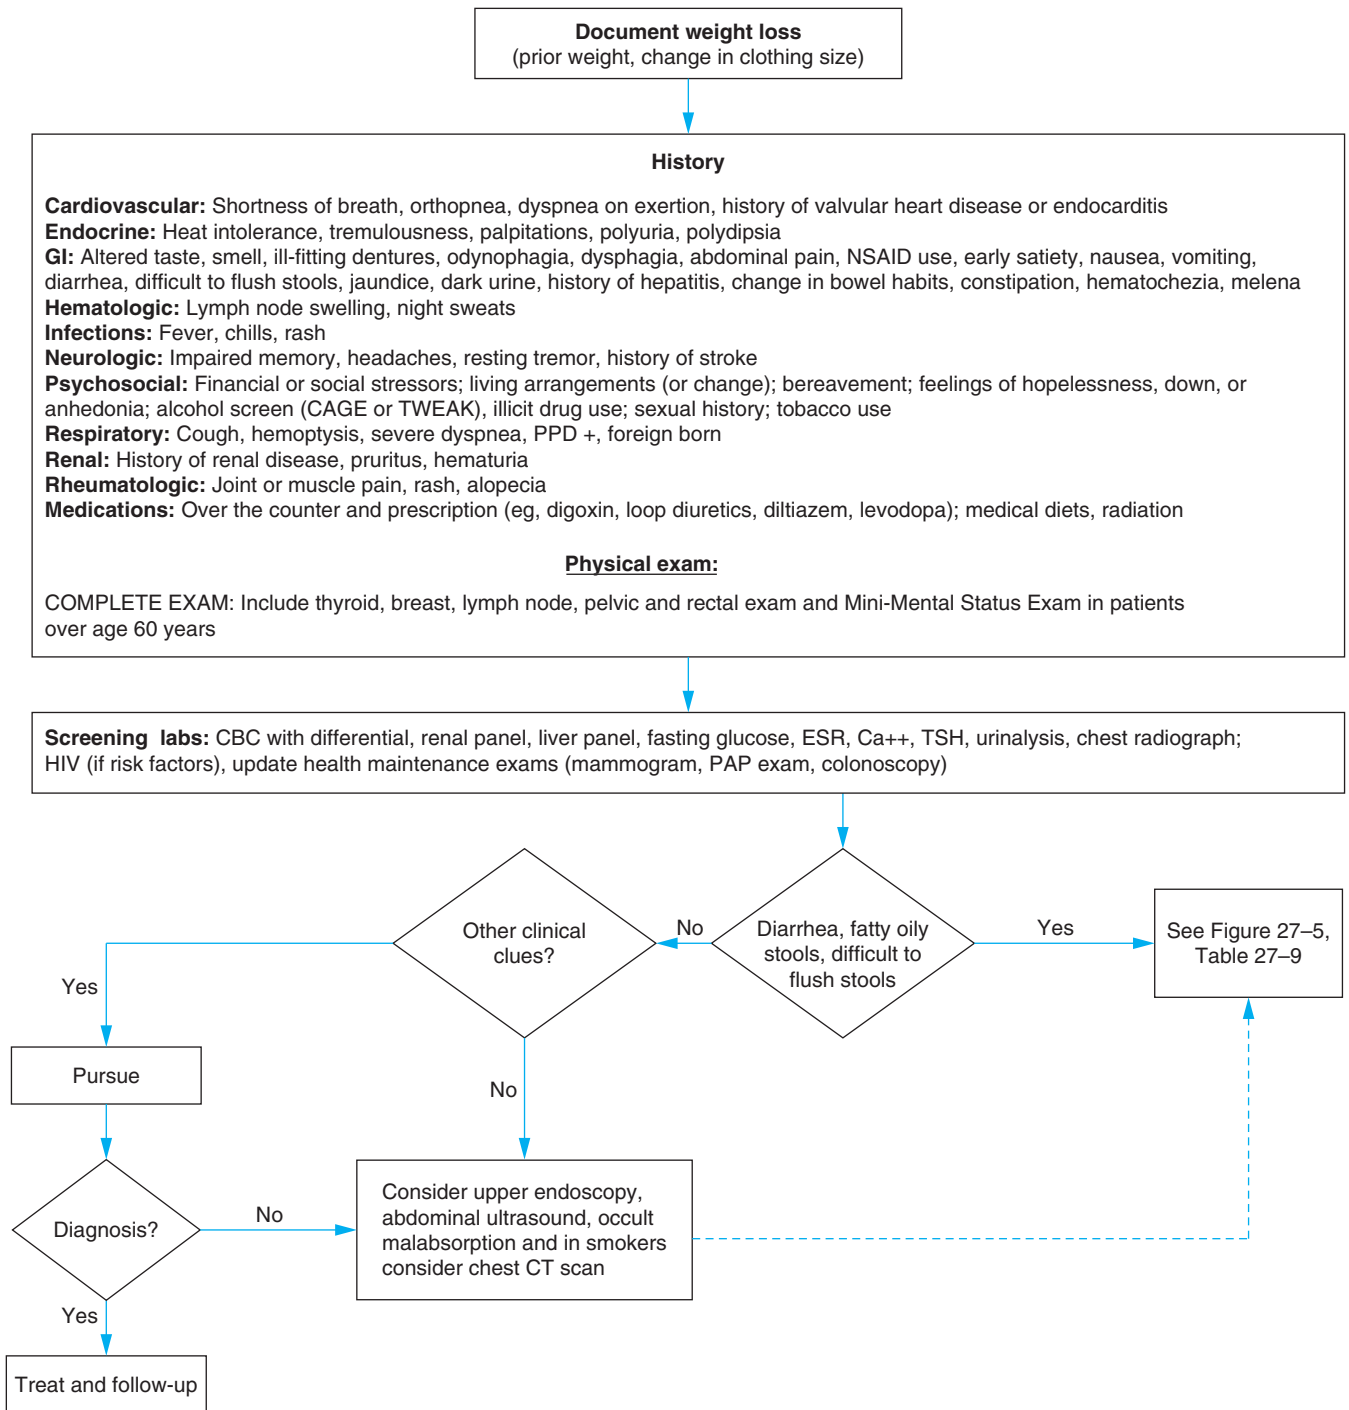 Document weight loss
(prior weight, change in clothing size)
History
Cardiovascular: Shortness of breath, orthopnea, dyspnea on exertion, history of valvular heart disease or endocarditis
Endocrine: Heat intolerance, tremulousness, palpitations, polyuria, polydipsia
GI: Altered taste, smell, ill-fitting dentures, odynophagia, dysphagia, abdominal pain, NSAID use, early satiety, nausea, vomiting,
diarrhea, difficult to flush stools, jaundice, dark urine, history of hepatitis, change in bowel habits, constipation, hematochezia, melena
Hematologic: Lymph node swelling, night sweats
Infections: Fever, chills, rash
Neurologic: Impaired memory, headaches, resting tremor, history of stroke
Psychosocial: Financial or social stressors; living arrangements (or change); bereavement; feelings of hopelessness, down, or
anhedonia; alcohol screen (CAGE or TWEAK), illicit drug use; sexual history; tobacco use
Respiratory: Cough, hemoptysis, severe dyspnea, PPD +, foreign born
Renal: History of renal disease, pruritus, hematuria
Rheumatologic: Joint or muscle pain, rash, alopecia
Medications: Over the counter and prescription (eg, digoxin, loop diuretics, diltiazem, levodopa); medical diets, radiation
Physical exam:
COMPLETE EXAM: Include thyroid, breast, lymph node, pelvic and rectal exam and Mini-Mental Status Exam in patients
over age 60 years
Screening labs: CBC with differential, renal panel, liver panel, fasting glucose, ESR, Ca++, TSH, urinalysis, chest radiograph;
HIV (if risk factors), update health maintenance exams (mammogram, PAP exam, colonoscopy)
Other clinical
clues?
No
Diarrhea, fatty oily
stools, difficult to
flush stools
Yes
See Figure 27–5,
Table 27–9
Yes
Pursue
No
Diagnosis?
No
Consider upper endoscopy,
abdominal ultrasound, occult
malabsorption and in smokers
consider chest CT scan
Yes
Treat and follow-up